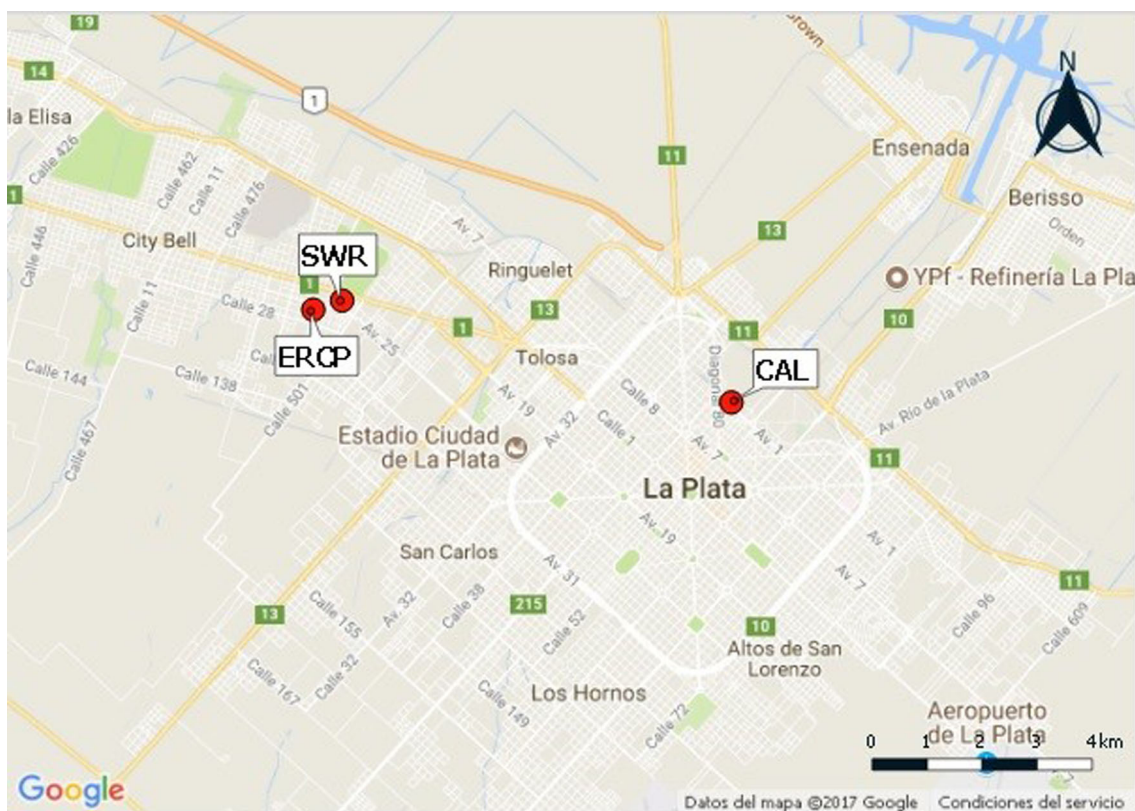 19
14
la Elisa
Calle 426
Calle 462
Calle 11
Calle 476
1
11
Brown
N
Ensenada
Berisso
Orden
1
Calle 446
City Bell
Av. 7
13
SWR
Ringuelet
YPf - Refinería La Pla
1
Calle 28
Calle 11
13
10
11
ERCP
Av. 25
1
Tolosa
Diagonal 80
CAL
Calle 144
Calle 138
Calle 501
Calle 467
Av. 19
Av. 32
Calle 8
Calle 1
Av. 7
Av. 1
Av. Río de la Plata
Estadio Ciudad
de La Plata
11
La Plata
Av. 19
San Carlos
Av. 31
Av. 1
Av. 7
11
13
Calle 155
Av. 32
Calle 38
215
Calle 52
10
Calle 96
Calle 609
Calle 167
Calle 32
Altos de San
Lorenzo
Los Hornos
Calle 149
Calle 72
Aeropuerto
de La Plata
0 1 2 3 4 km
Google
Datos del mapa ©2017 Google Condiciones del servicio